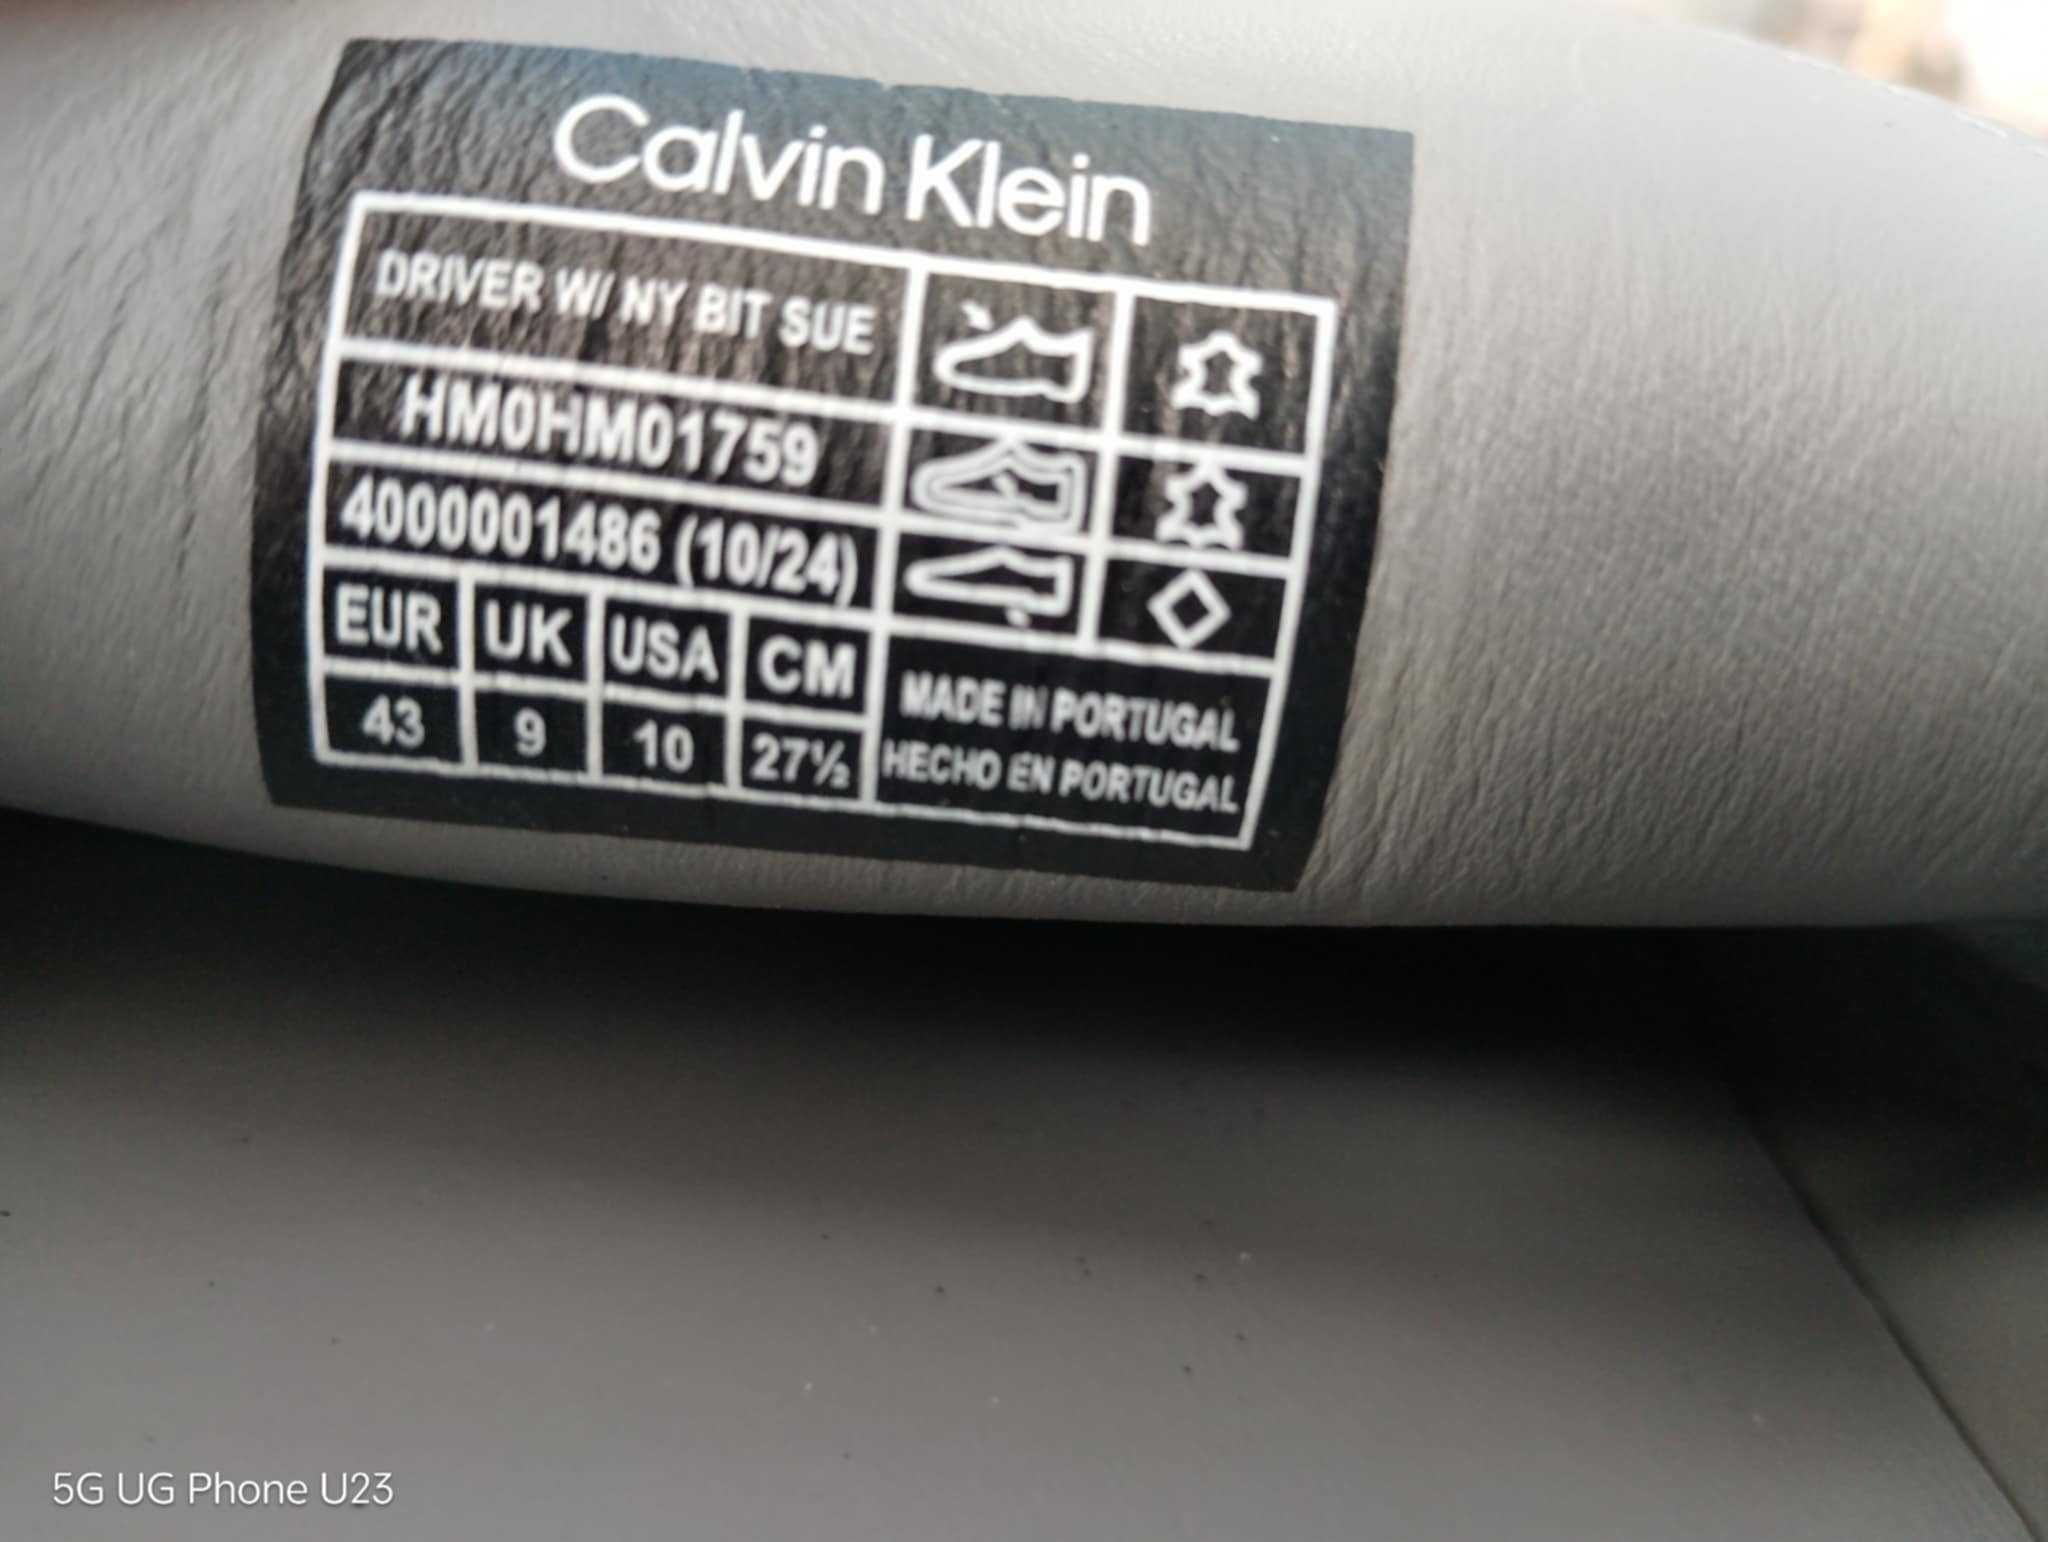 Calvin Klein
DRIVER W/ NY BIT SUE
HM0HM01759
4000001486 (10/24)
EUR UK USA CM
43 9 10 27½
MADE IN PORTUGAL
HECHO EN PORTUGAL
5G UG Phone U23